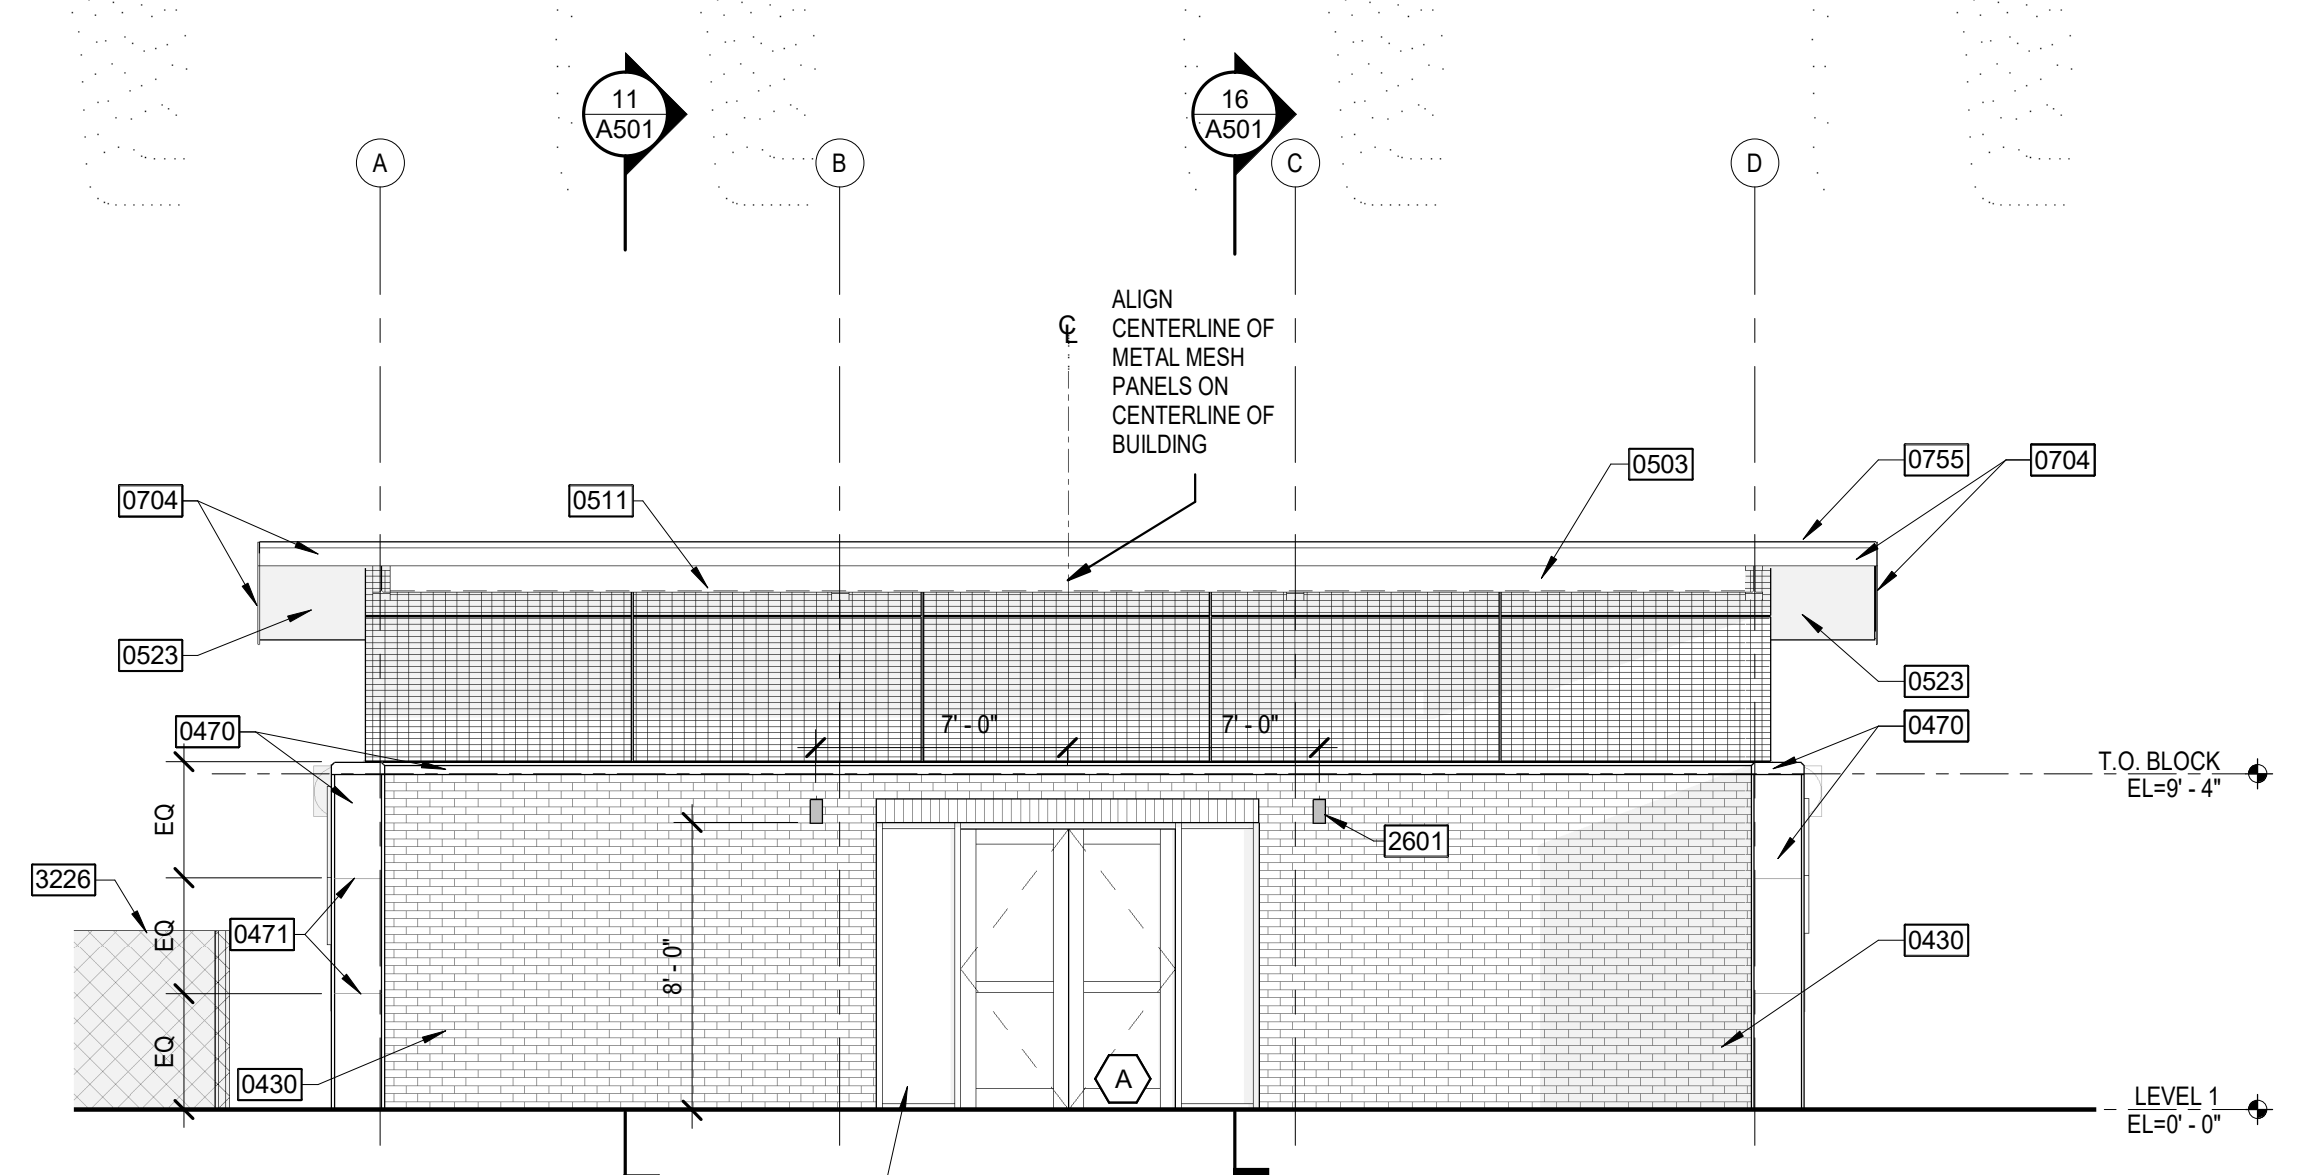 11
A501
16
A501
A
B
C
D
℄
ALIGN
CENTERLINE OF
METAL MESH
PANELS ON
CENTERLINE OF
BUILDING
0704
0511
0503
0755
0704
0523
0523
0470
7' - 0"
7' - 0"
0470
T.O. BLOCK
EL=9' - 4"
EQ
2601
3226
EQ
0471
8' - 0"
0430
EQ
0430
A
LEVEL 1
EL=0' - 0"